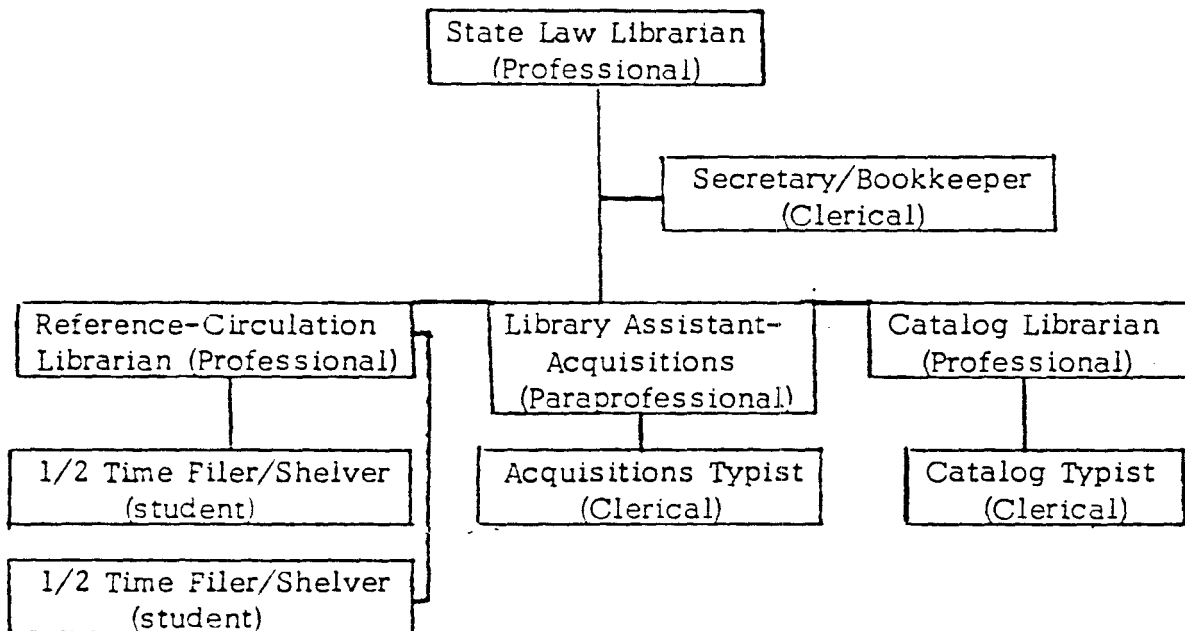 State Law Librarian
(Professional)
Secretary/Bookkeeper
(Clerical)
Reference-Circulation
Librarian (Professional)
Library Assistant-
Acquisitions
(Paraprofessional)
Catalog Librarian
(Professional)
1/2 Time Filer/Shelver
(student)
Acquisitions Typist
(Clerical)
Catalog Typist
(Clerical)
1/2 Time Filer/Shelver
(student)